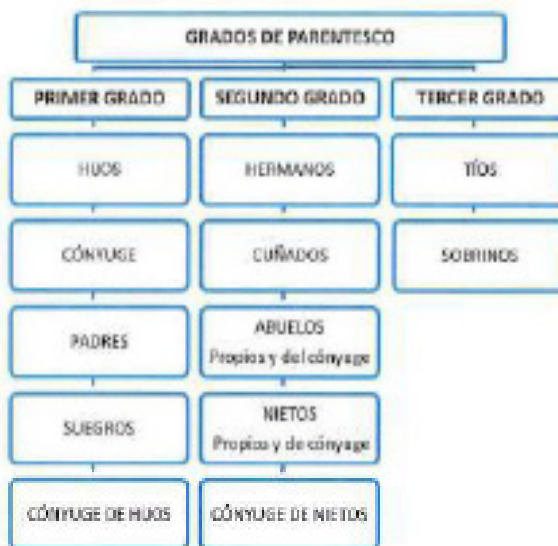 GRADOS DE PARENTESCO
PRIMER GRADO
HIJOS
CÓNYUGE
PADRES
SUEGROS
CÓNYUGE DE HIJOS
SEGUNDO GRADO
HERMANOS
CUÑADOS
ABUELOS
Propios y del cónyuge
NIETOS
Propios y de cónyuge
CÓNYUGE DE NIETOS
TERCER GRADO
TÍOS
SOBRINOS